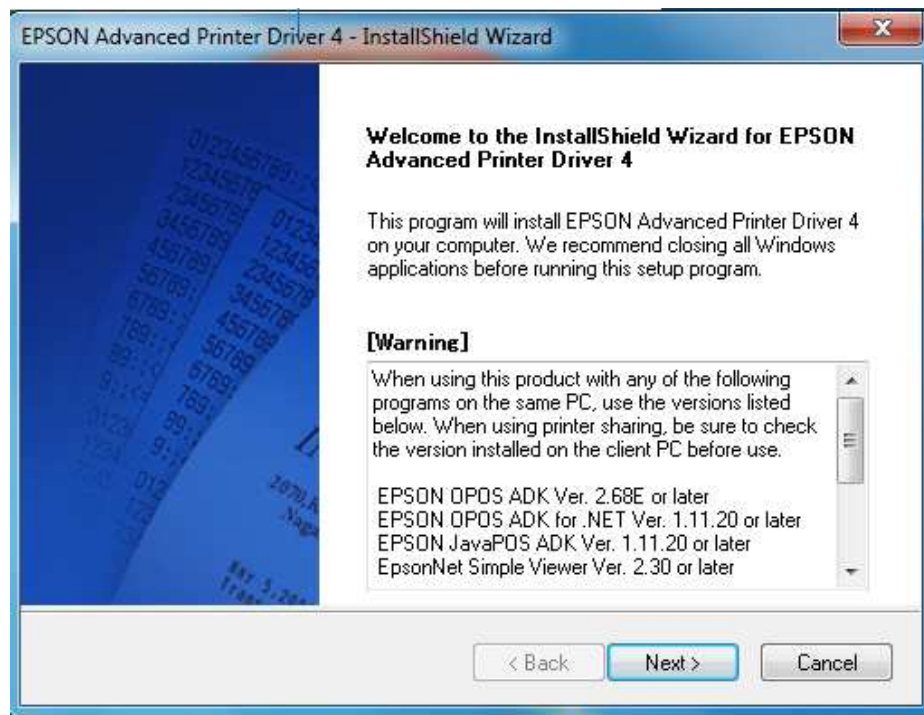 EPSON Advanced Printer Driver 4 - InstallShield Wizard
Welcome to the InstallShield Wizard for EPSON
Advanced Printer Driver 4
This program will install EPSON Advanced Printer Driver 4
on your computer. We recommend closing all Windows
applications before running this setup program.
[Warning]
When using this product with any of the following
programs on the same PC, use the versions listed
below. When using printer sharing, be sure to check
the version installed on the client PC before use.
EPSON OPOS ADK Ver. 2.68E or later
EPSON OPOS ADK for .NET Ver. 1.11.20 or later
EPSON JavaPOS ADK Ver. 1.11.20 or later
EpsonNet Simple Viewer Ver. 2.30 or later
< Back
Next >
Cancel